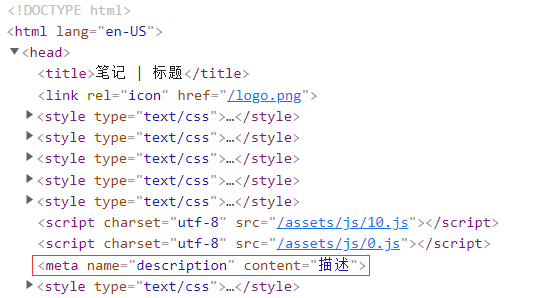 <!DOCTYPE html>
<html lang="en-US">
▼<head>
<title>笔记 | 标题</title>
<link rel="icon" href="/logo.png">
▶<style type="text/css">…</style>
▶<style type="text/css">…</style>
▶<style type="text/css">…</style>
▶<style type="text/css">…</style>
▶<style type="text/css">…</style>
<script charset="utf-8" src="/assets/js/10.js"></script>
<script charset="utf-8" src="/assets/js/0.js"></script>
<meta name="description" content="描述">
▶<style type="text/css">…</style>